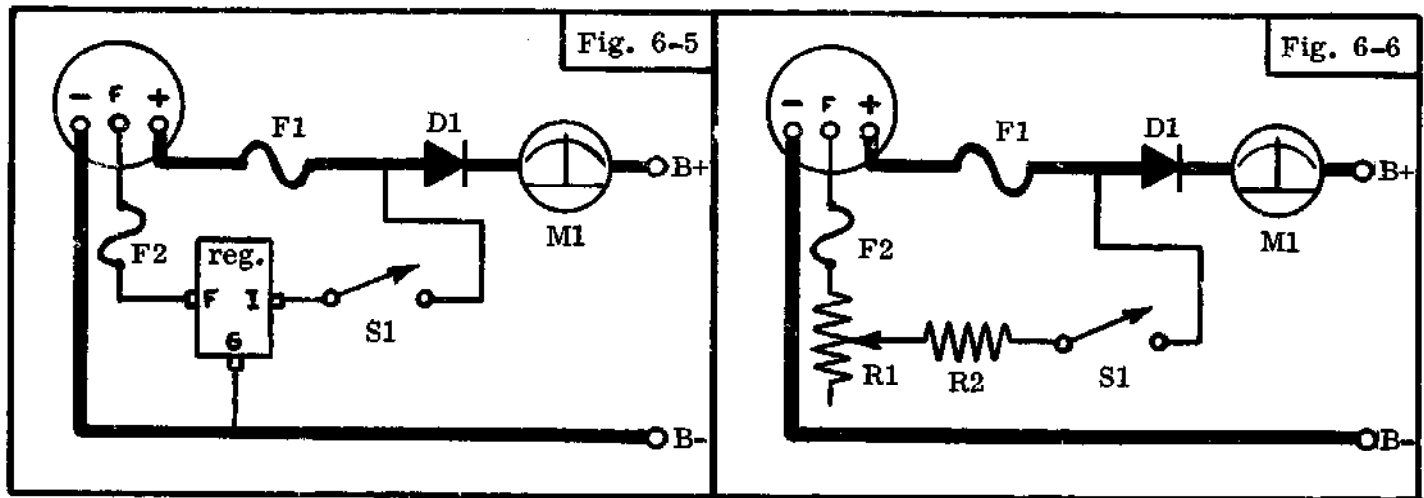 Fig. 6-5
- F +
F1
D1
B+
M1
F2
reg.
F I
G
S1
B-
Fig. 6-6
- F +
F1
D1
B+
M1
F2
R1
R2
S1
B-